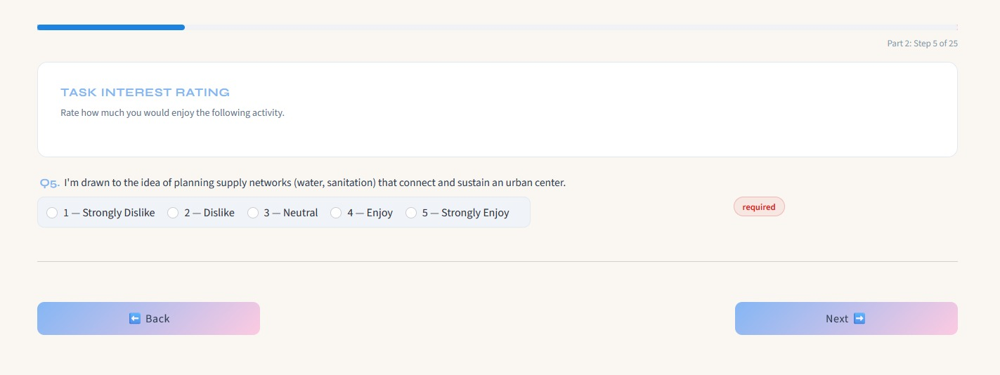 Part 2: Step 5 of 25
TASK INTEREST RATING
Rate how much you would enjoy the following activity.
Q5. I'm drawn to the idea of planning supply networks (water, sanitation) that connect and sustain an urban center.
1 — Strongly Dislike 2 — Dislike 3 — Neutral 4 — Enjoy 5 — Strongly Enjoy required
⬅️ Back Next ➡️